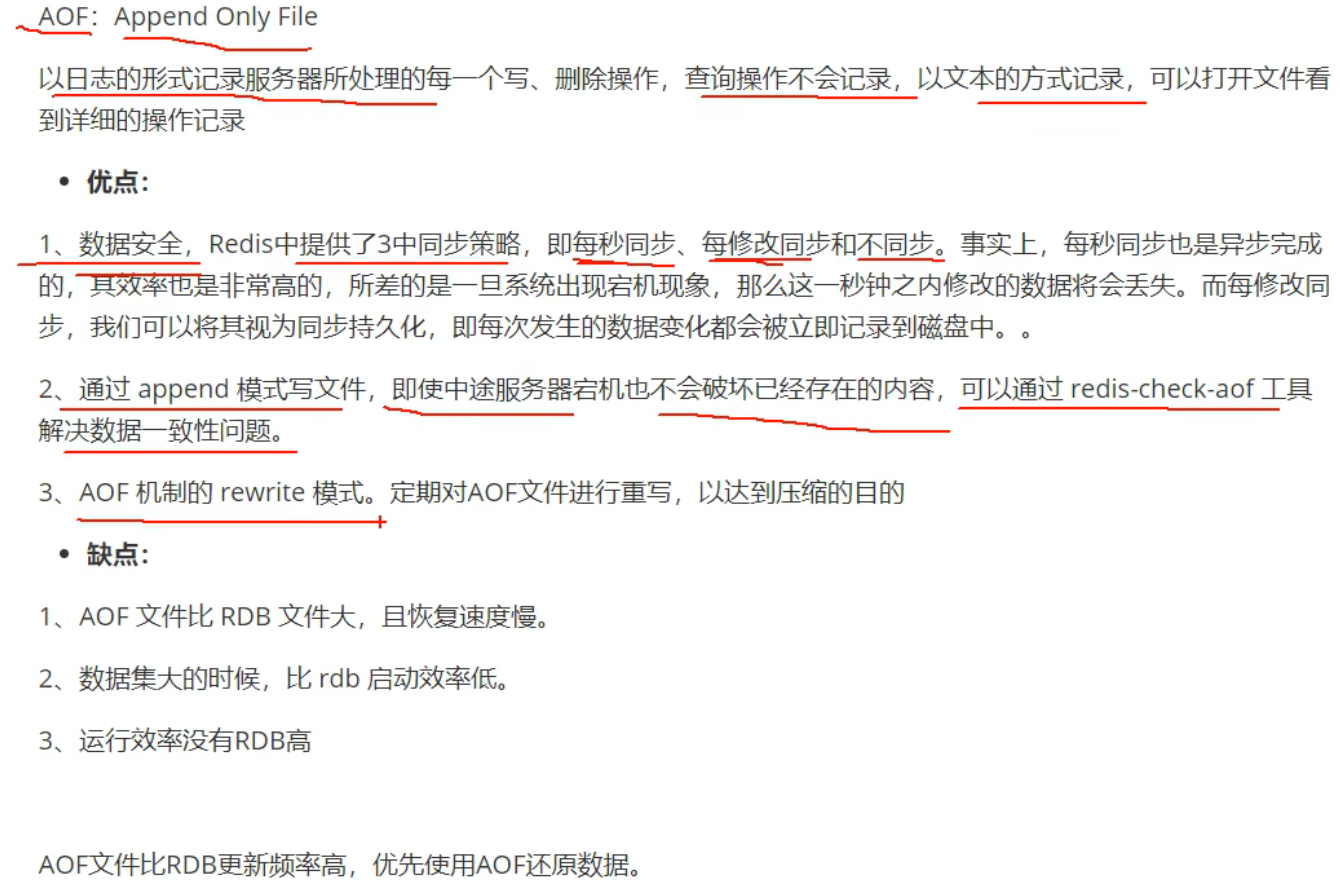 AOF：Append Only File
以日志的形式记录服务器所处理的每一个写、删除操作，查询操作不会记录，以文本的方式记录，可以打开文件看
到详细的操作记录
• 优点：
1、数据安全，Redis中提供了3中同步策略，即每秒同步、每修改同步和不同步。事实上，每秒同步也是异步完成
的，其效率也是非常高的，所差的是一旦系统出现宕机现象，那么这一秒钟之内修改的数据将会丢失。而每修改同
步，我们可以将其视为同步持久化，即每次发生的数据变化都会被立即记录到磁盘中。。
2、通过 append 模式写文件，即使中途服务器宕机也不会破坏已经存在的内容，可以通过 redis-check-aof 工具
解决数据一致性问题。
3、AOF 机制的 rewrite 模式。定期对AOF文件进行重写，以达到压缩的目的
• 缺点：
1、AOF 文件比 RDB 文件大，且恢复速度慢。
2、数据集大的时候，比 rdb 启动效率低。
3、运行效率没有RDB高
AOF文件比RDB更新频率高，优先使用AOF还原数据。